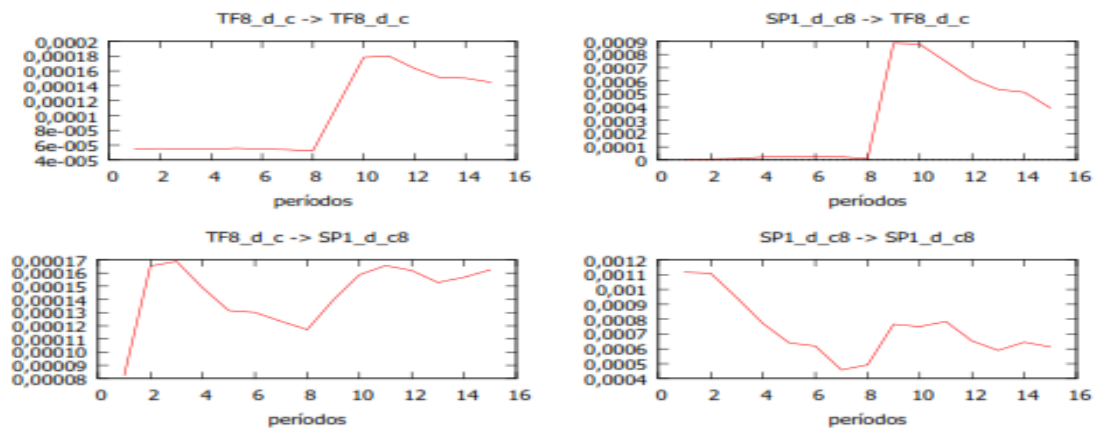 TF8_d_c -> TF8_d_c
0,0002
0,00018
0,00016
0,00014
0,00012
0,0001
8e-005
6e-005
4e-005
0 2 4 6 8 10 12 14 16
períodos
SP1_d_c8 -> TF8_d_c
0,0009
0,0008
0,0007
0,0006
0,0005
0,0004
0,0003
0,0002
0,0001
0
0 2 4 6 8 10 12 14 16
períodos
TF8_d_c -> SP1_d_c8
0,00017
0,00016
0,00015
0,00014
0,00013
0,00012
0,00011
0,00010
0,00009
0,00008
0 2 4 6 8 10 12 14 16
períodos
SP1_d_c8 -> SP1_d_c8
0,0012
0,0011
0,001
0,0009
0,0008
0,0007
0,0006
0,0005
0,0004
0 2 4 6 8 10 12 14 16
períodos